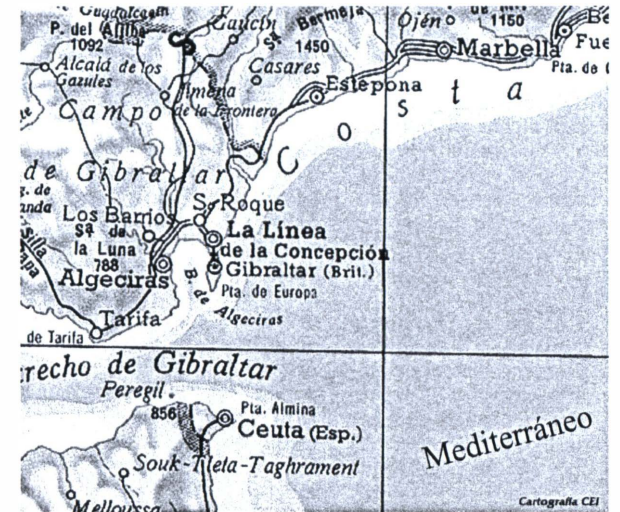 Gaucín
Sa. Bermeja
Ojén
1150
P. del Aljibe
1092
1450
Marbella
Fue
Alcalá de los
Gazules
Casares
Pta. de
Jimena
de la Frontera
Estepona
Campo
de Gibraltar
Costa
S. Roque
Los Barrios
Sa. de
la Luna
788
La Línea
de la Concepción
Gibraltar (Brit.)
Algeciras
Pta. de Europa
B. de Algeciras
Tarifa
de Tarifa
recho de Gibraltar
Peregil
856
Pta. Almina
Ceuta (Esp.)
Mediterráneo
Souk-Tleta-Taghrament
Melloussa
Cartografía CEI